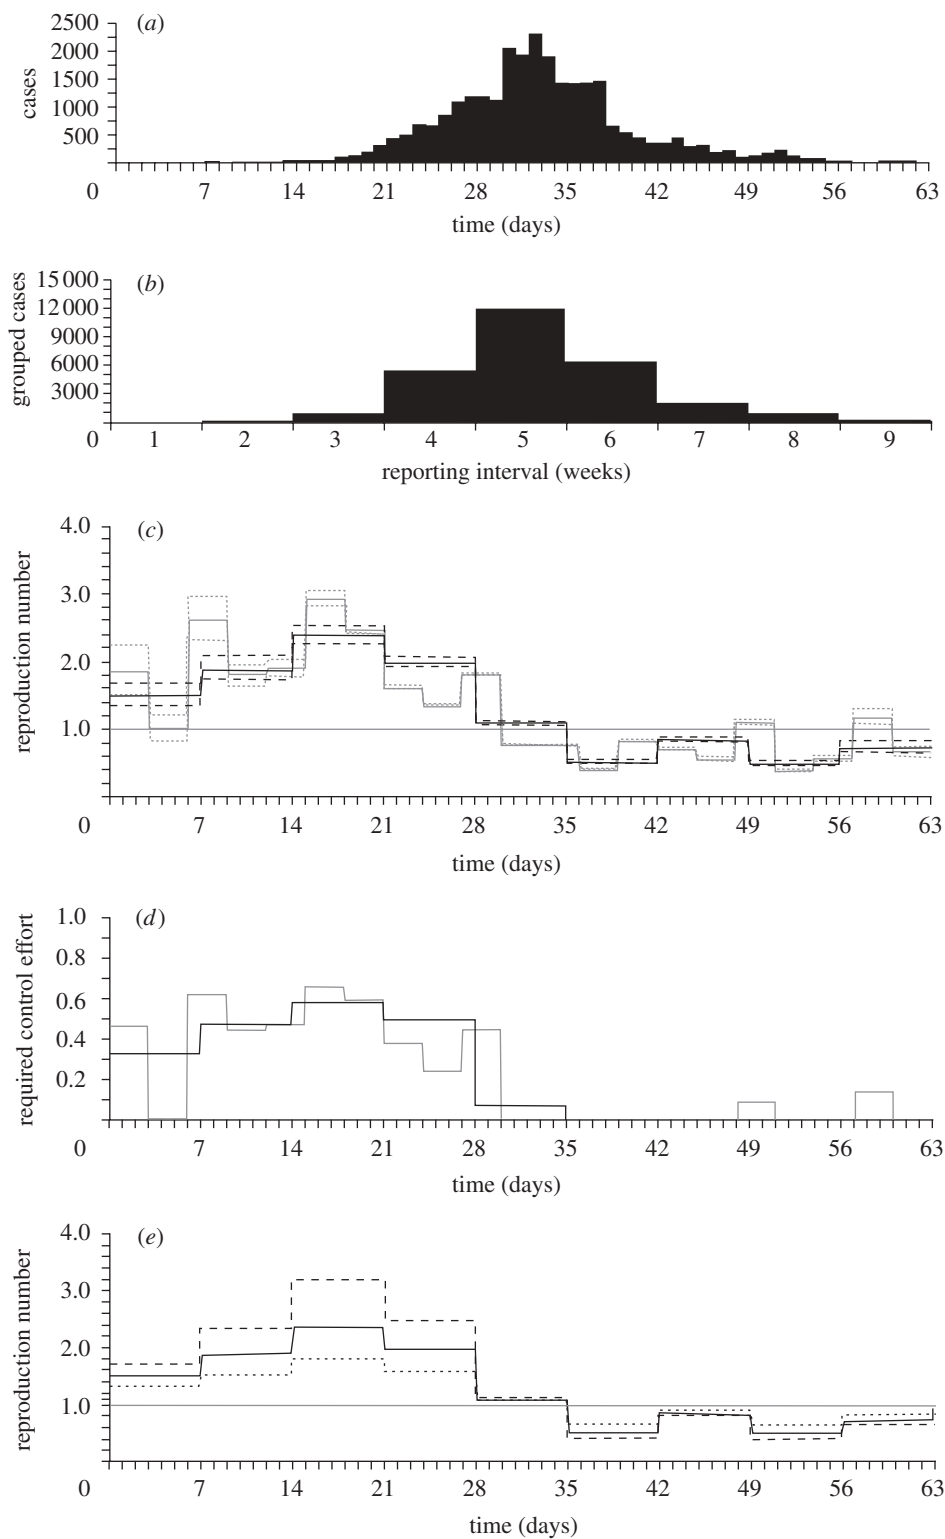 (a)
cases
2500
2000
1500
1000
500
0 7 14 21 28 35 42 49 56 63
time (days)
(b)
grouped cases
15 000
12 000
9000
6000
3000
0 1 2 3 4 5 6 7 8 9
reporting interval (weeks)
(c)
reproduction number
4.0
3.0
2.0
1.0
0 7 14 21 28 35 42 49 56 63
time (days)
(d)
required control effort
1.0
0.8
0.6
0.4
0.2
0 7 14 21 28 35 42 49 56 63
time (days)
(e)
reproduction number
4.0
3.0
2.0
1.0
0 7 14 21 28 35 42 49 56 63
time (days)